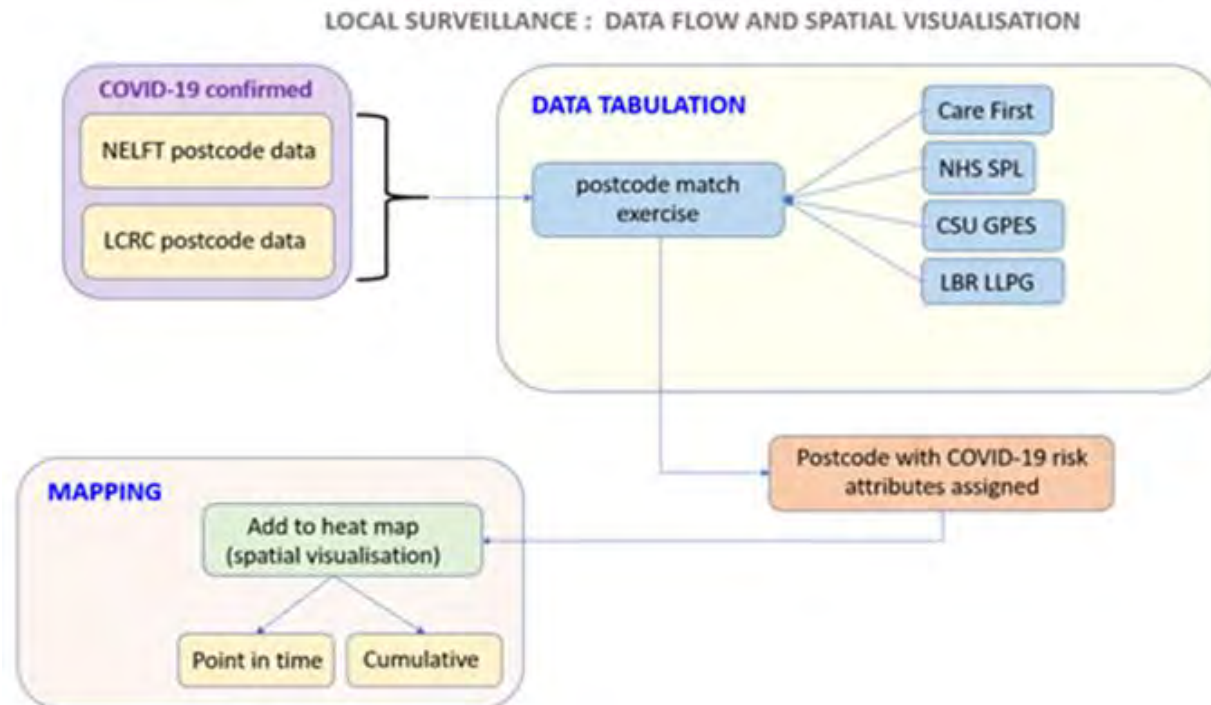 LOCAL SURVEILLANCE : DATA FLOW AND SPATIAL VISUALISATION
COVID-19 confirmed
NELFT postcode data
LCRC postcode data
DATA TABULATION
postcode match
exercise
Care First
NHS SPL
CSU GPES
LBR LLPG
Postcode with COVID-19 risk
attributes assigned
MAPPING
Add to heat map
(spatial visualisation)
Point in time
Cumulative